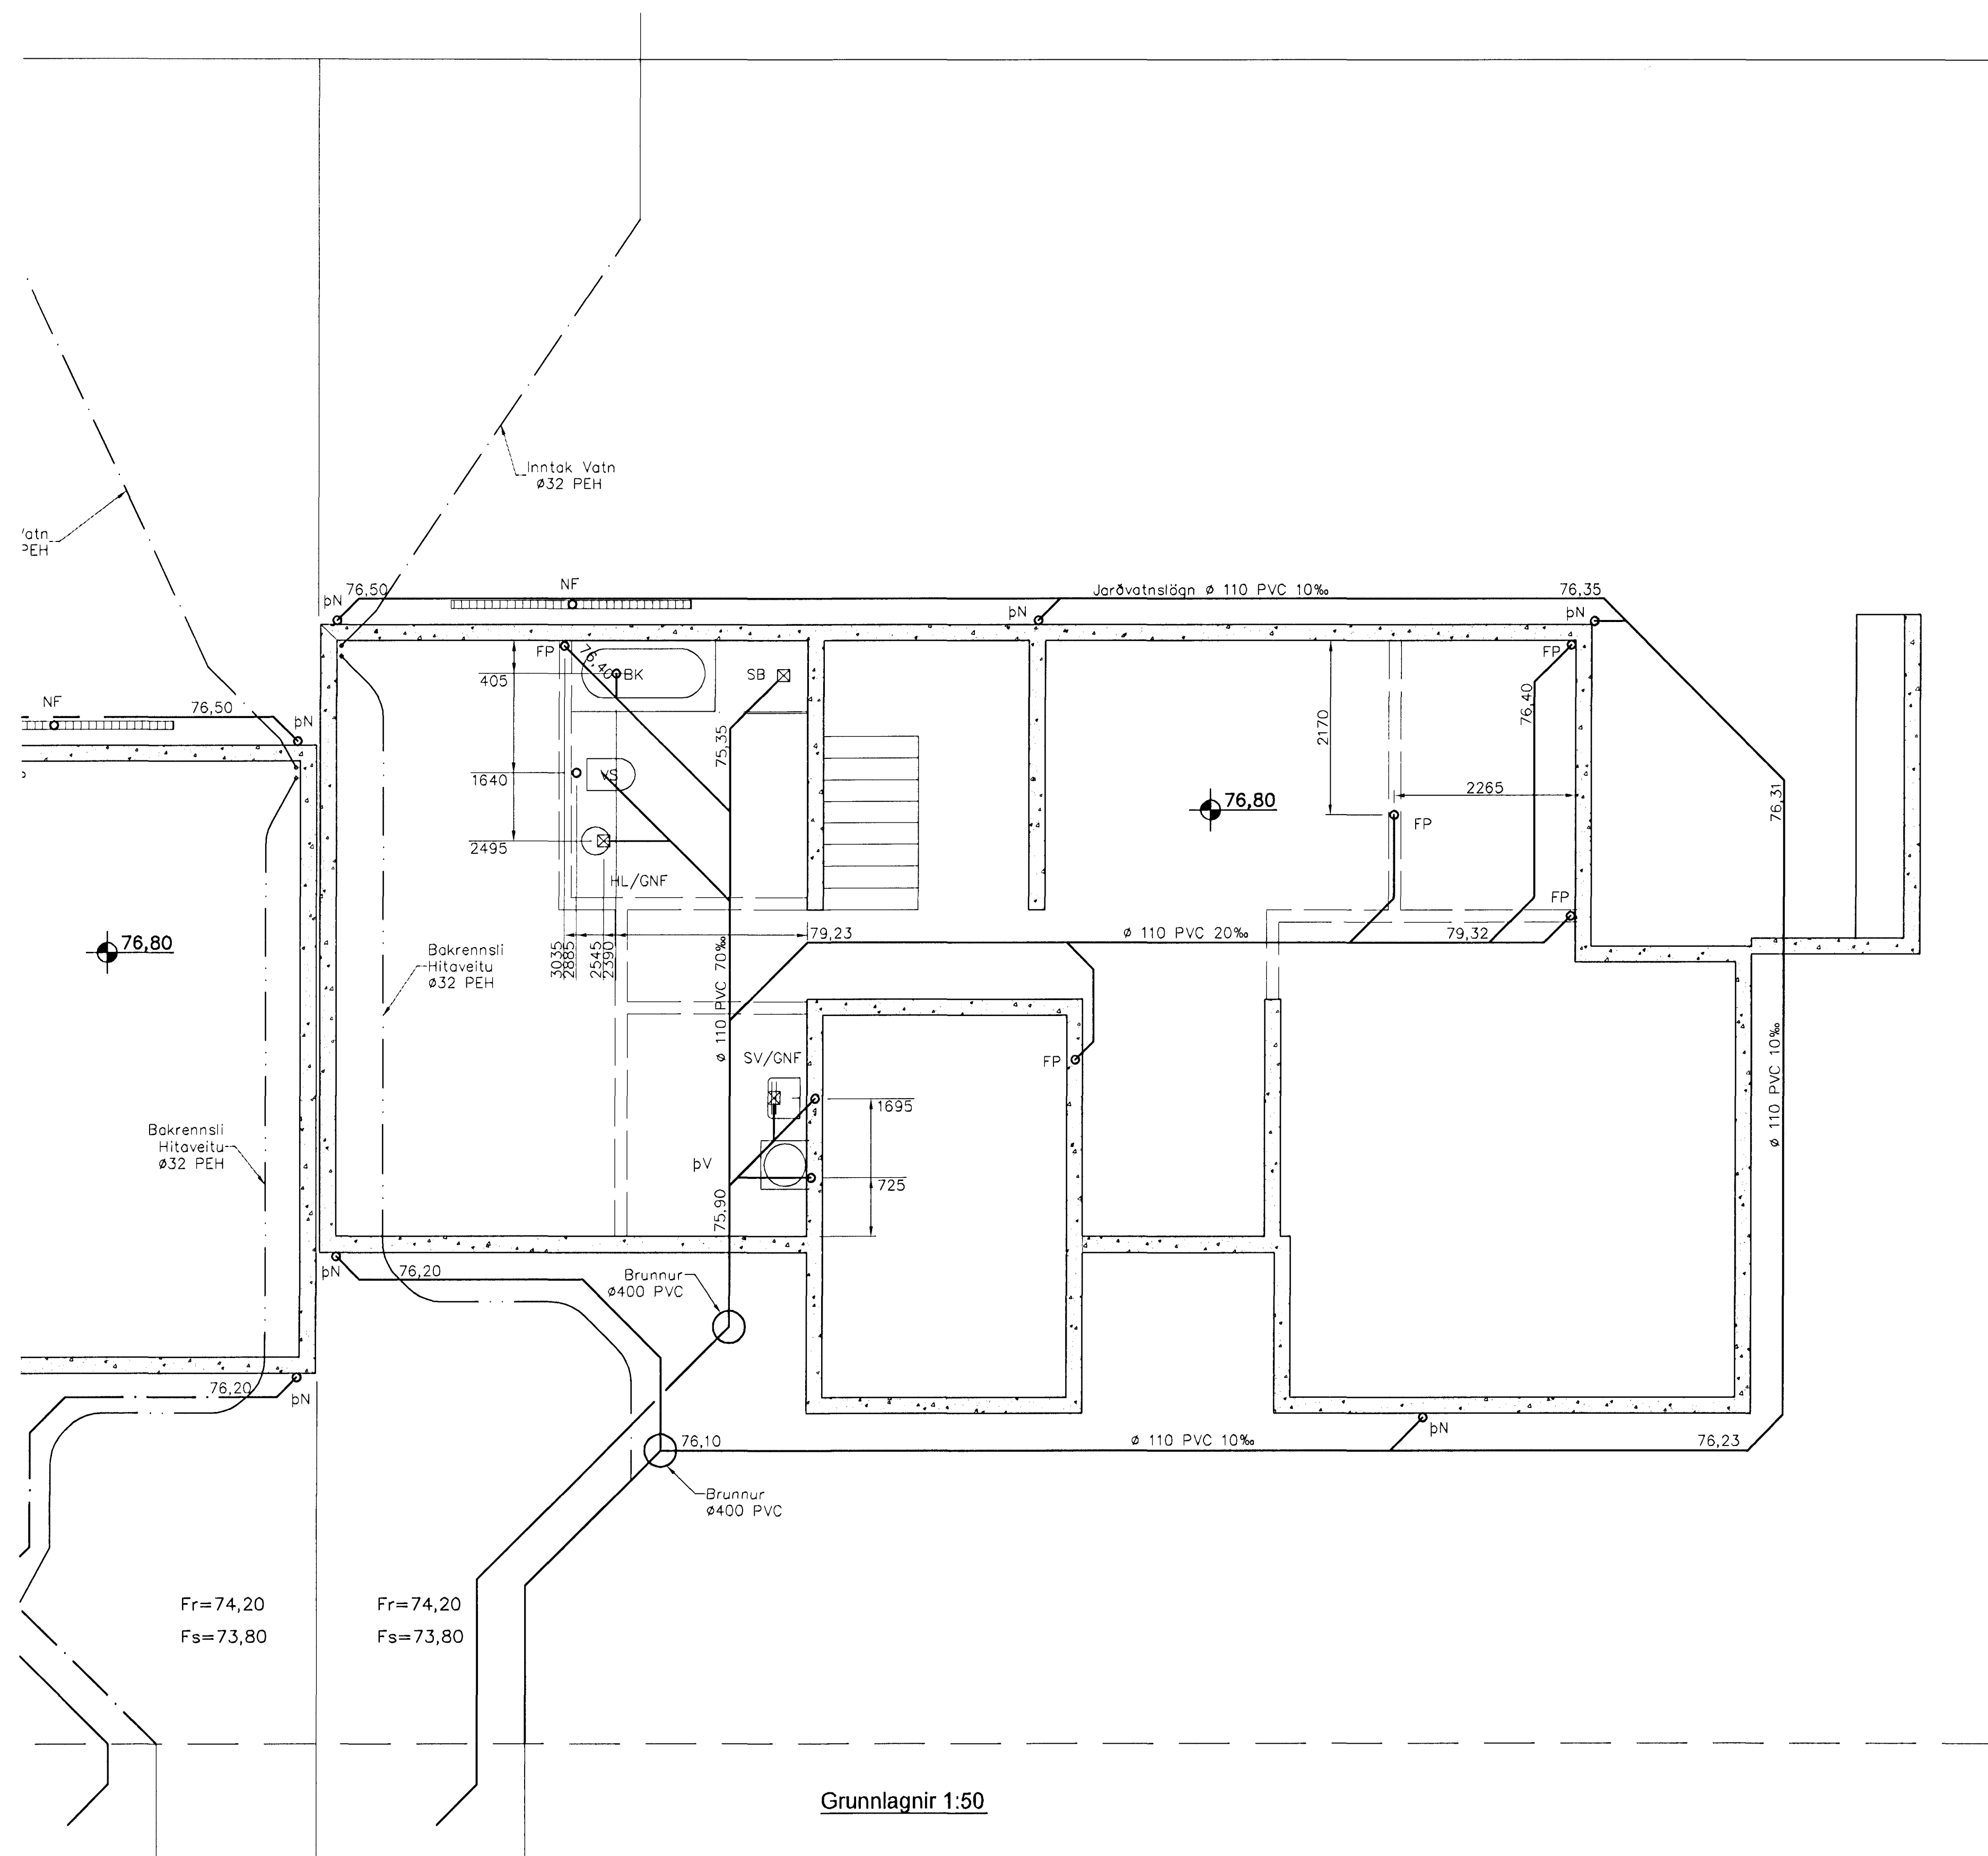 Inntak Vatn
Ø32 PEH
PEH
76,50
NF
Jarðvatnslögn Ø 110 PVC 10‰
76,35
þN
þN
þN
FP
76,40
BK
SB
FP
405
76,40
2170
75,35
NF
76,50
þN
VS
1640
2265
76,31
76,80
FP
2495
HL/GNF
FP
76,80
79,23
Ø 110 PVC 20‰
79,32
Bakrennsli
Hitaveitu
Ø32 PEH
3035
2885
2545
2390
Ø 110 PVC 70‰
SV/GNF
FP
Ø 110 PVC 10‰
1695
Bakrennsli
Hitaveitu
Ø32 PEH
þV
725
75,90
þN
76,20
Brunnur
Ø400 PVC
76,20
þN
76,10
Ø 110 PVC 10‰
þN
76,23
Brunnur
Ø400 PVC
Fr=74,20
Fr=74,20
Fs=73,80
Fs=73,80
Grunnlagnir 1:50